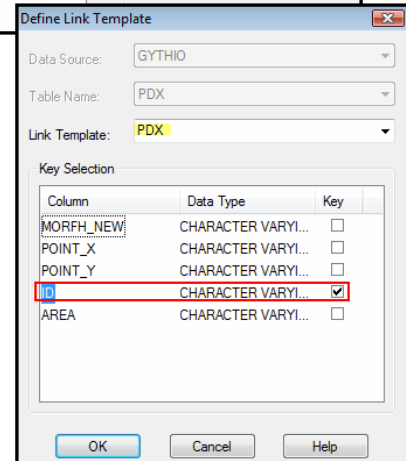 Define Link Template
Data Source: GYTHIO
Table Name: PDX
Link Template: PDX
Key Selection
Column Data Type Key
MORFH_NEW CHARACTER VARYI...
POINT_X CHARACTER VARYI...
POINT_Y CHARACTER VARYI...
ID CHARACTER VARYI...
AREA CHARACTER VARYI...
OK Cancel Help